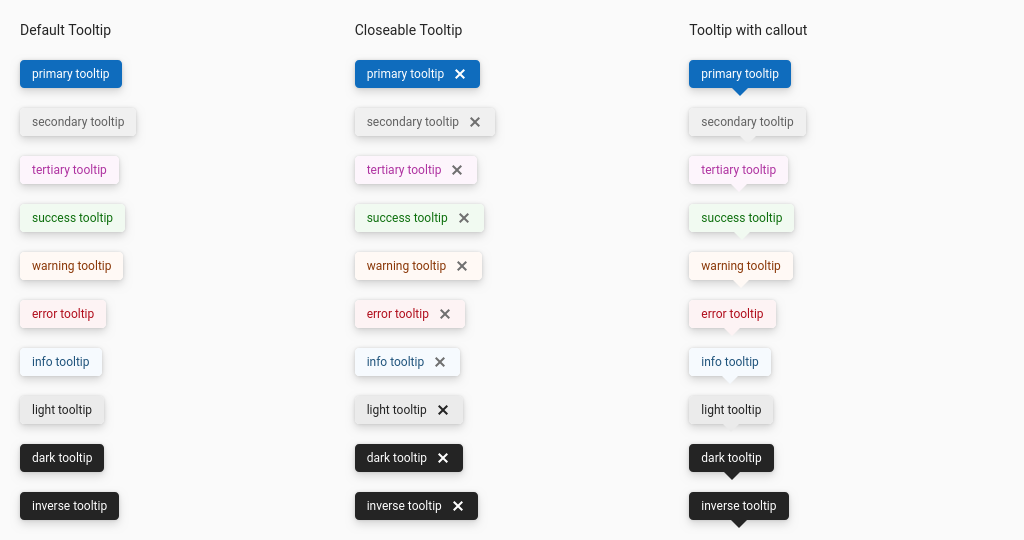 Default Tooltip
primary tooltip
secondary tooltip
tertiary tooltip
success tooltip
warning tooltip
error tooltip
info tooltip
light tooltip
dark tooltip
inverse tooltip
Closeable Tooltip
primary tooltip
secondary tooltip
tertiary tooltip
success tooltip
warning tooltip
error tooltip
info tooltip
light tooltip
dark tooltip
inverse tooltip
Tooltip with callout
primary tooltip
secondary tooltip
tertiary tooltip
success tooltip
warning tooltip
error tooltip
info tooltip
light tooltip
dark tooltip
inverse tooltip